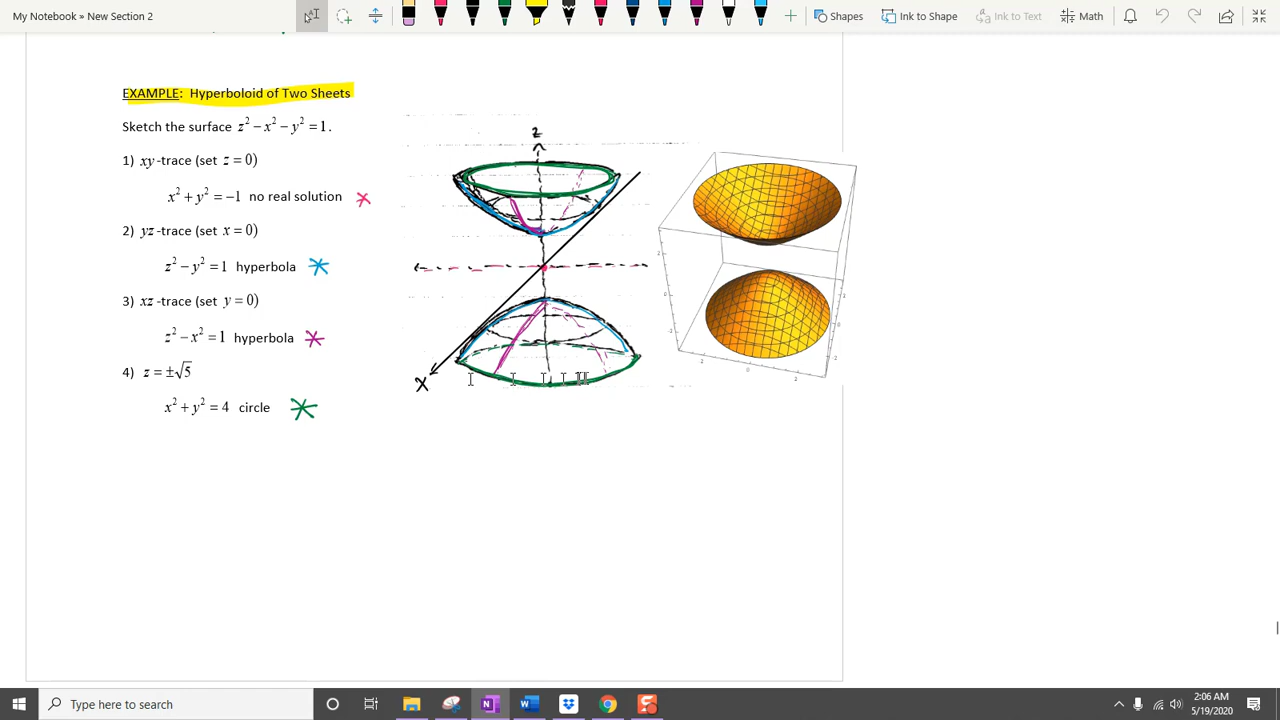 My Notebook » New Section 2
Shapes
Ink to Shape
Ink to Text
Math
EXAMPLE: Hyperboloid of Two Sheets
Sketch the surface z² − x² − y² = 1.
1) xy-trace (set z = 0)
x² + y² = −1 no real solution
2) yz-trace (set x = 0)
z² − y² = 1 hyperbola
3) xz-trace (set y = 0)
z² − x² = 1 hyperbola
4) z = ±√5
x² + y² = 4 circle
z
X
Type here to search
2:06 AM
5/19/2020